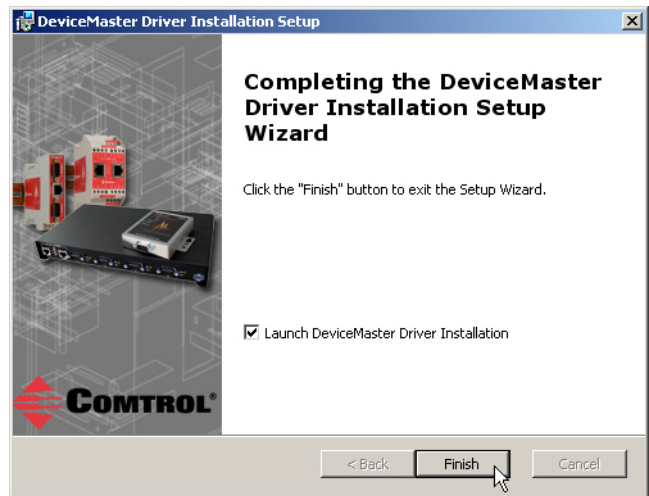 DeviceMaster Driver Installation Setup
Completing the DeviceMaster
Driver Installation Setup
Wizard
Click the "Finish" button to exit the Setup Wizard.
Launch DeviceMaster Driver Installation
COMTROL®
< Back
Finish
Cancel